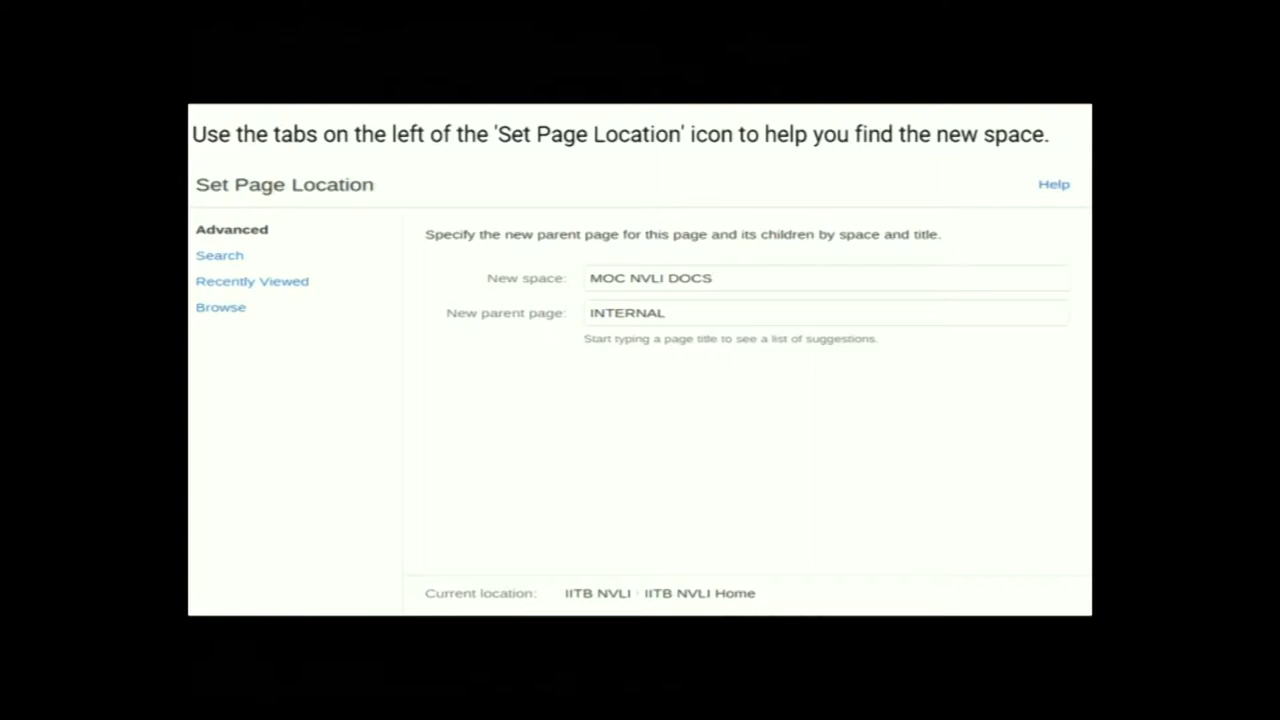 Use the tabs on the left of the 'Set Page Location' icon to help you find the new space.
Set Page Location
Help
Advanced
Search
Recently Viewed
Browse
Specify the new parent page for this page and its children by space and title.
New space: MOC NVLI DOCS
New parent page: INTERNAL
Start typing a page title to see a list of suggestions.
Current location: IITB NVLI · IITB NVLI Home